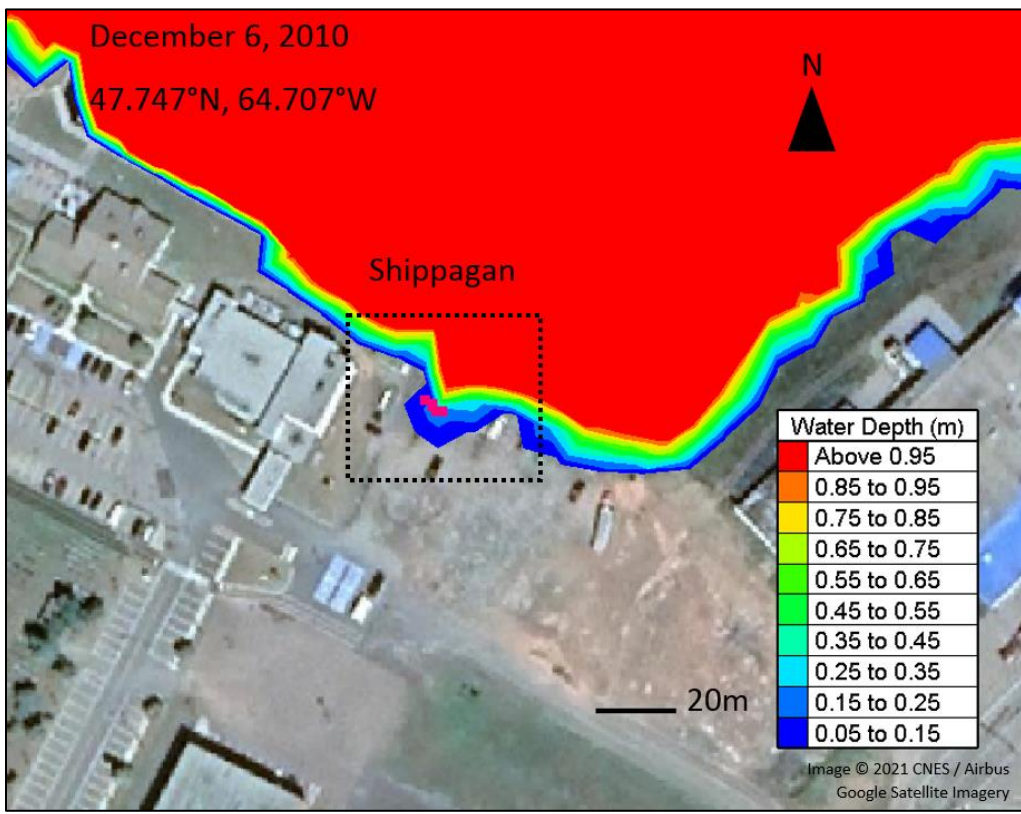 December 6, 2010
47.747°N, 64.707°W
N
Shippagan
Water Depth (m)
Above 0.95
0.85 to 0.95
0.75 to 0.85
0.65 to 0.75
0.55 to 0.65
0.45 to 0.55
0.35 to 0.45
0.25 to 0.35
0.15 to 0.25
0.05 to 0.15
20m
Image © 2021 CNES / Airbus
Google Satellite Imagery